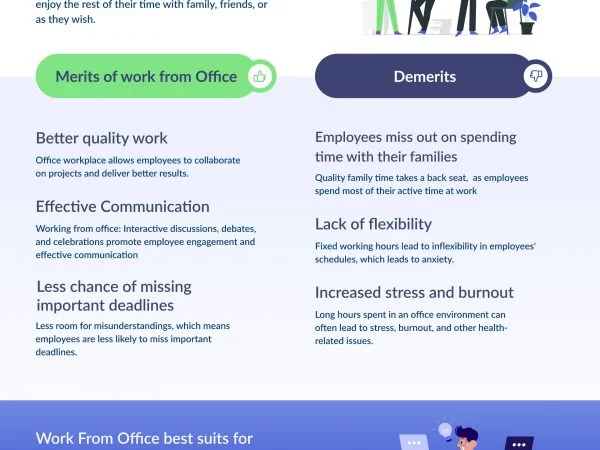 enjoy the rest of their time with family, friends, or
as they wish.
Merits of work from Office
Better quality work
Office workplace allows employees to collaborate
on projects and deliver better results.
Effective Communication
Working from office: Interactive discussions, debates,
and celebrations promote employee engagement and
effective communication
Less chance of missing
important deadlines
Less room for misunderstandings, which means
employees are less likely to miss important
deadlines.
Demerits
Employees miss out on spending
time with their families
Quality family time takes a back seat, as employees
spend most of their active time at work
Lack of flexibility
Fixed working hours lead to inflexibility in employees'
schedules, which leads to anxiety.
Increased stress and burnout
Long hours spent in an office environment can
often lead to stress, burnout, and other health-
related issues.
Work From Office best suits for